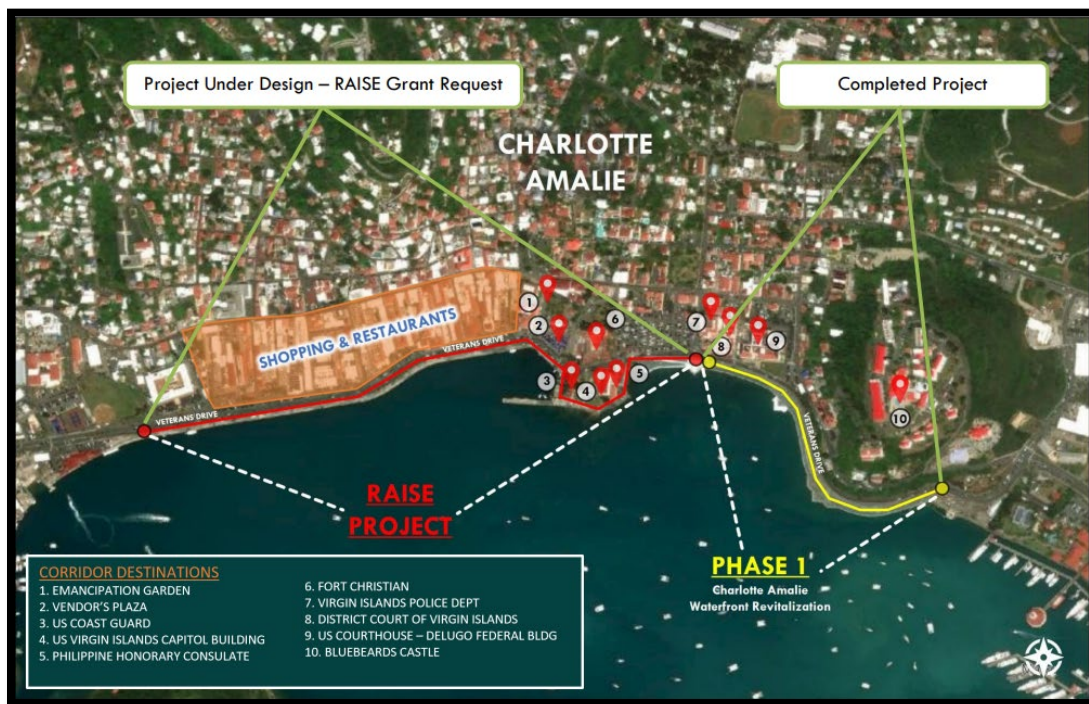 Project Under Design – RAISE Grant Request
Completed Project
CHARLOTTE
AMALIE
SHOPPING & RESTAURANTS
VETERANS DRIVE
VETERANS DRIVE
VETERANS DRIVE
1
2
3
4
5
6
7
8
9
10
RAISE
PROJECT
PHASE 1
Charlotte Amalie
Waterfront Revitalization
CORRIDOR DESTINATIONS
1. EMANCIPATION GARDEN
2. VENDOR'S PLAZA
3. US COAST GUARD
4. US VIRGIN ISLANDS CAPITOL BUILDING
5. PHILIPPINE HONORARY CONSULATE
6. FORT CHRISTIAN
7. VIRGIN ISLANDS POLICE DEPT
8. DISTRICT COURT OF VIRGIN ISLANDS
9. US COURTHOUSE – DELUGO FEDERAL BLDG
10. BLUEBEARDS CASTLE